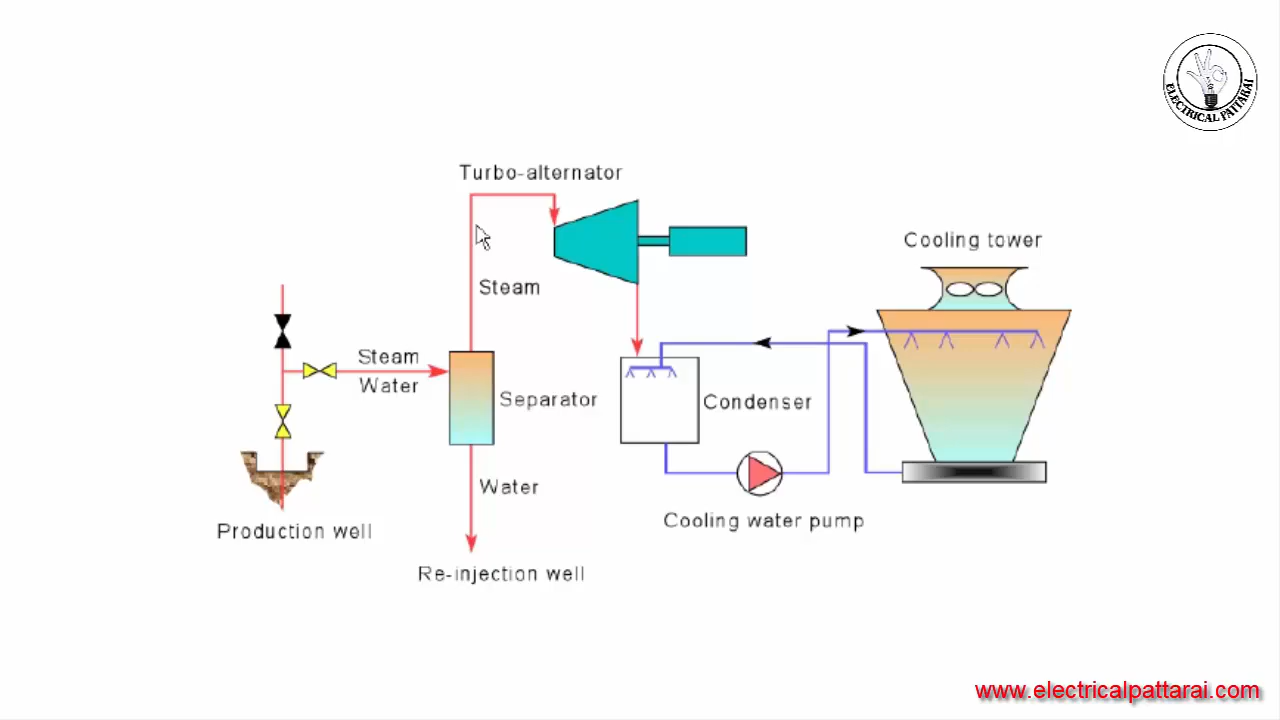 ELECTRICAL PATTARAI
Turbo-alternator
Cooling tower
Steam
Steam
Water
Separator
Condenser
Water
Cooling water pump
Production well
Re-injection well
www.electricalpattarai.com